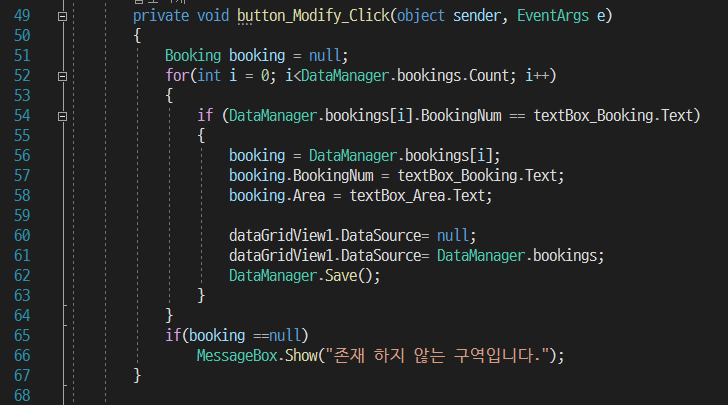 49 private void button_Modify_Click(object sender, EventArgs e)
50 {
51 Booking booking = null;
52 for(int i = 0; i<DataManager.bookings.Count; i++)
53 {
54 if (DataManager.bookings[i].BookingNum == textBox_Booking.Text)
55 {
56 booking = DataManager.bookings[i];
57 booking.BookingNum = textBox_Booking.Text;
58 booking.Area = textBox_Area.Text;
59
60 dataGridView1.DataSource= null;
61 dataGridView1.DataSource= DataManager.bookings;
62 DataManager.Save();
63 }
64 }
65 if(booking ==null)
66 MessageBox.Show("존재 하지 않는 구역입니다.");
67 }
68